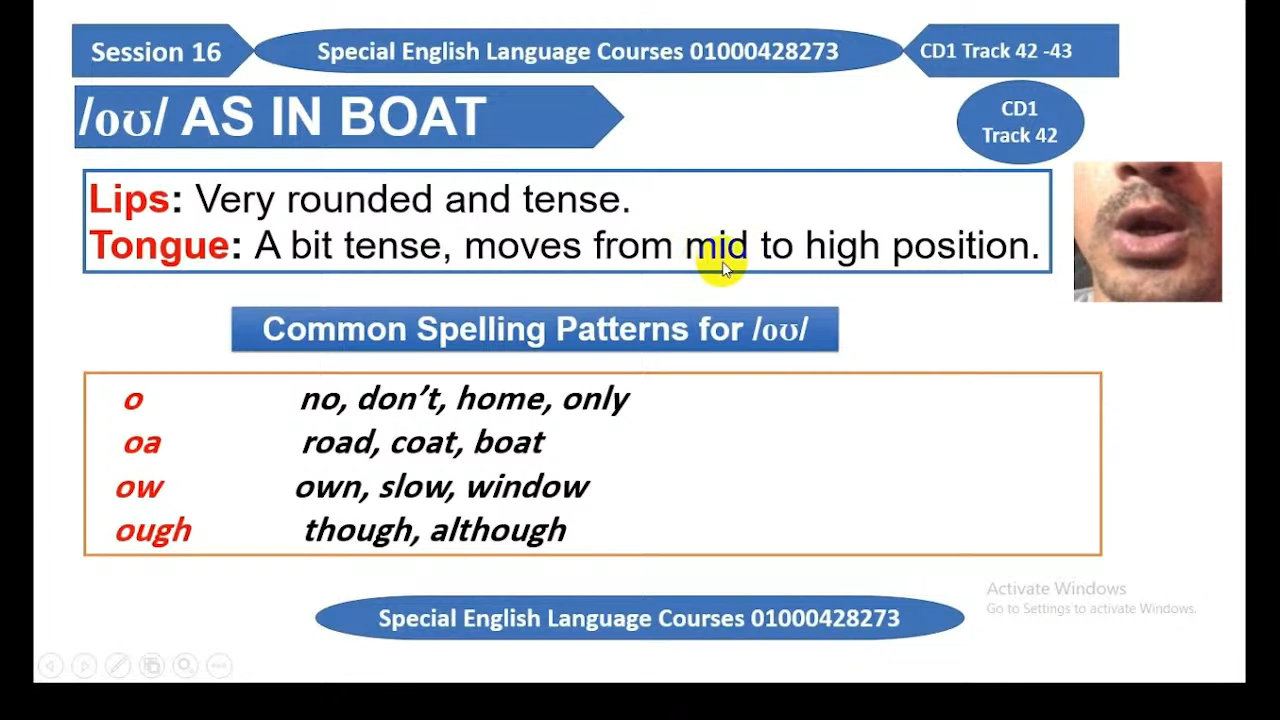 Session 16
Special English Language Courses 01000428273
CD1 Track 42 -43
/oʊ/ AS IN BOAT
CD1
Track 42
Lips: Very rounded and tense.
Tongue: A bit tense, moves from mid to high position.
Common Spelling Patterns for /oʊ/
o no, don’t, home, only
oa road, coat, boat
ow own, slow, window
ough though, although
Activate Windows
Go to Settings to activate Windows.
Special English Language Courses 01000428273